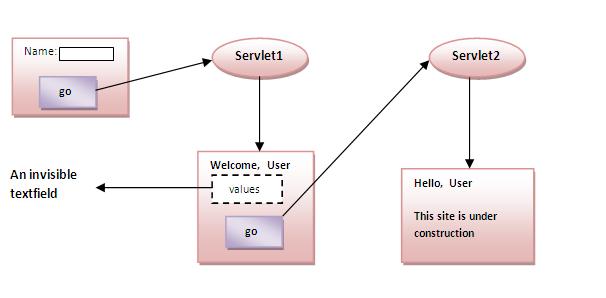 Name:
go
Servlet1
Servlet2
An invisible
textfield
Welcome, User
values
go
Hello, User
This site is under
construction